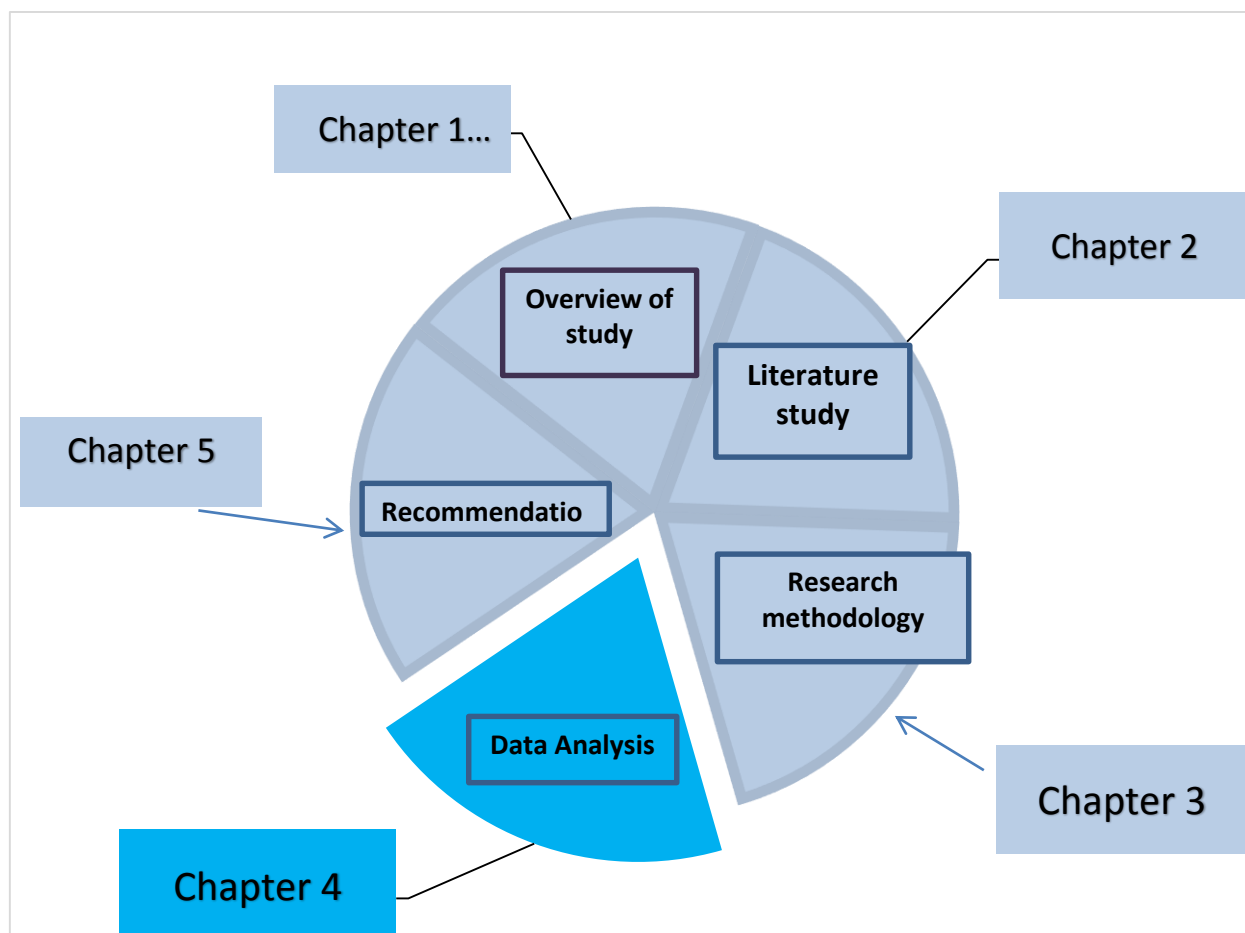 Chapter 1...
Chapter 2
Overview of
study
Literature
study
Chapter 5
Recommendatio
Research
methodology
Data Analysis
Chapter 3
Chapter 4